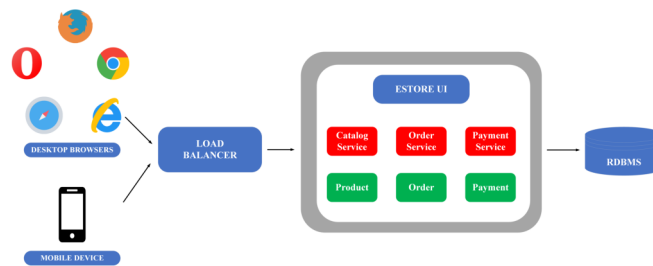 DESKTOP BROWSERS
MOBILE DEVICE
LOAD
BALANCER
ESTORE UI
Catalog
Service
Order
Service
Payment
Service
Product
Order
Payment
RDBMS